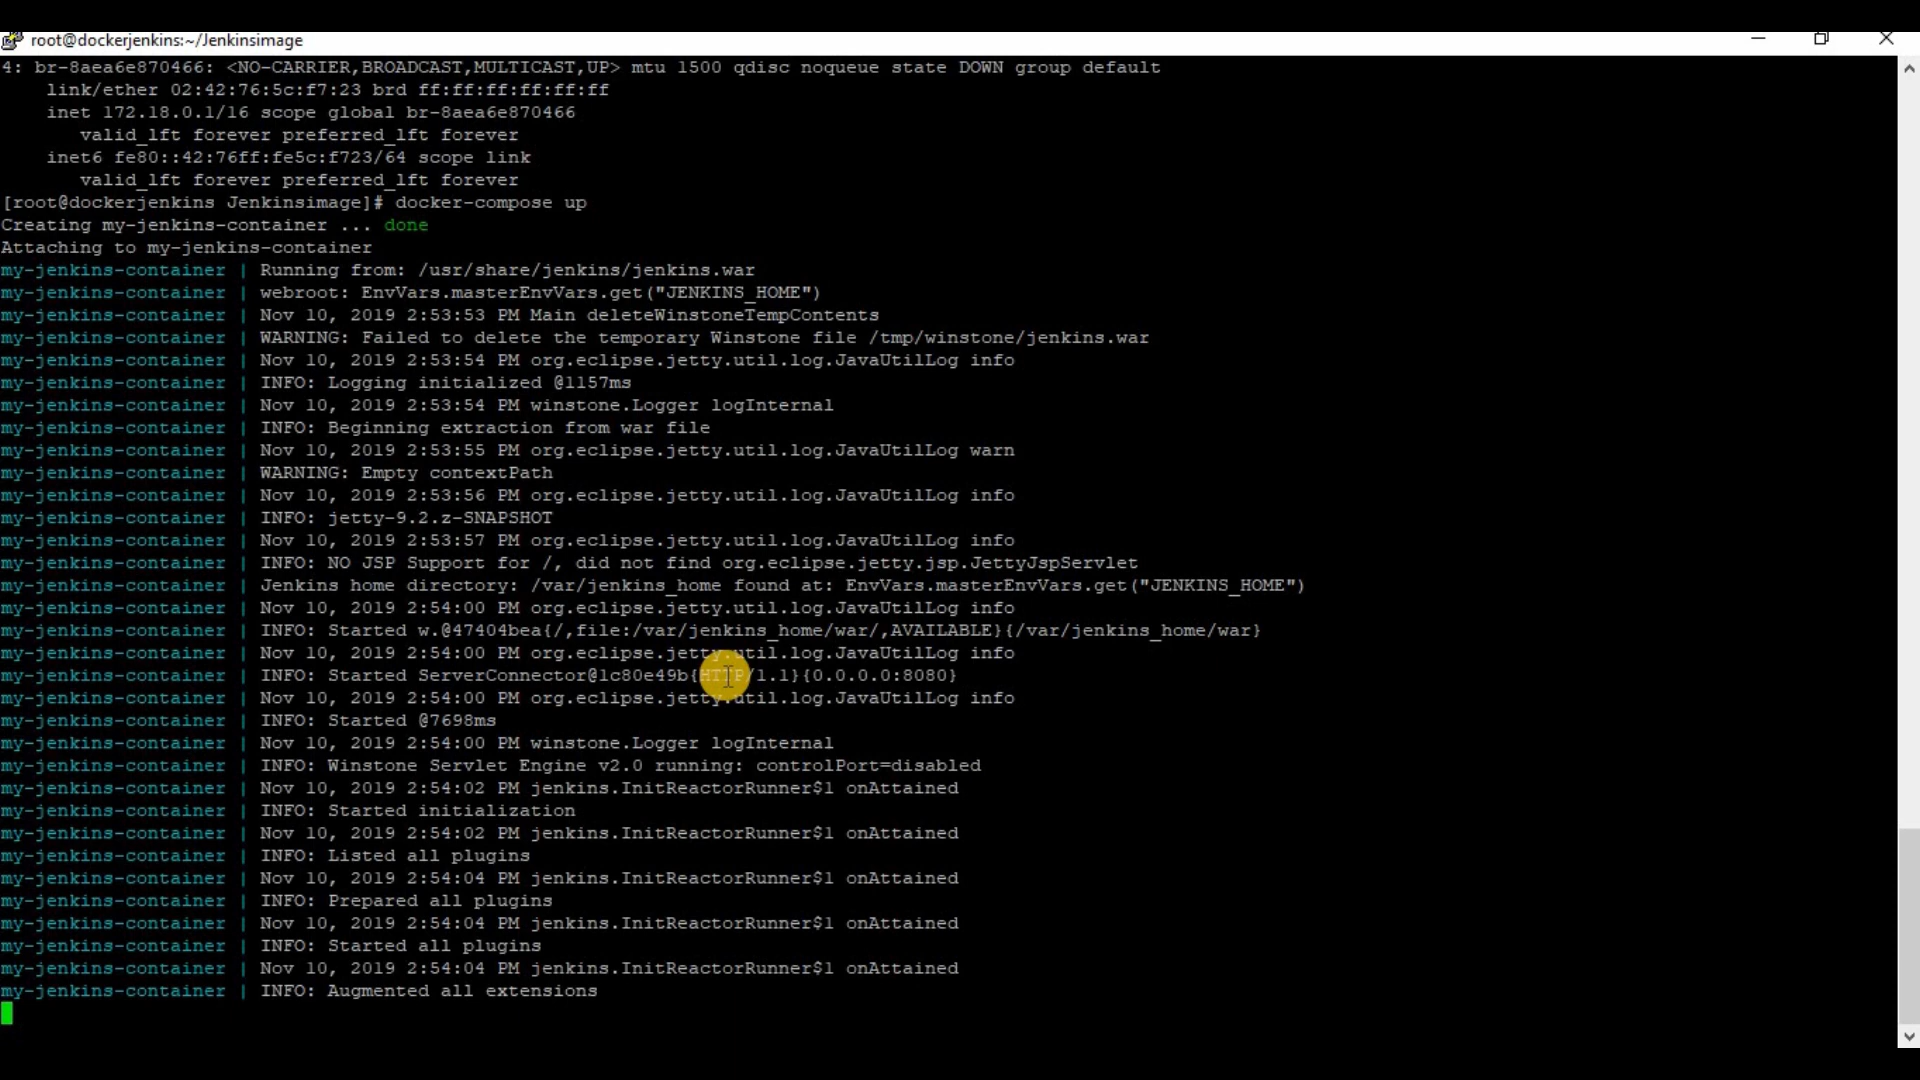 root@dockerjenkins:~/Jenkinsimage
4: br-8aea6e870466: <NO-CARRIER,BROADCAST,MULTICAST,UP> mtu 1500 qdisc noqueue state DOWN group default
link/ether 02:42:76:5c:f7:23 brd ff:ff:ff:ff:ff:ff
inet 172.18.0.1/16 scope global br-8aea6e870466
valid_lft forever preferred_lft forever
inet6 fe80::42:76ff:fe5c:f723/64 scope link
valid_lft forever preferred_lft forever
[root@dockerjenkins Jenkinsimage]# docker-compose up
Creating my-jenkins-container ... done
Attaching to my-jenkins-container
my-jenkins-container | Running from: /usr/share/jenkins/jenkins.war
my-jenkins-container | webroot: EnvVars.masterEnvVars.get("JENKINS_HOME")
my-jenkins-container | Nov 10, 2019 2:53:53 PM Main deleteWinstoneTempContents
my-jenkins-container | WARNING: Failed to delete the temporary Winstone file /tmp/winstone/jenkins.war
my-jenkins-container | Nov 10, 2019 2:53:54 PM org.eclipse.jetty.util.log.JavaUtilLog info
my-jenkins-container | INFO: Logging initialized @1157ms
my-jenkins-container | Nov 10, 2019 2:53:54 PM winstone.Logger logInternal
my-jenkins-container | INFO: Beginning extraction from war file
my-jenkins-container | Nov 10, 2019 2:53:55 PM org.eclipse.jetty.util.log.JavaUtilLog warn
my-jenkins-container | WARNING: Empty contextPath
my-jenkins-container | Nov 10, 2019 2:53:56 PM org.eclipse.jetty.util.log.JavaUtilLog info
my-jenkins-container | INFO: jetty-9.2.z-SNAPSHOT
my-jenkins-container | Nov 10, 2019 2:53:57 PM org.eclipse.jetty.util.log.JavaUtilLog info
my-jenkins-container | INFO: NO JSP Support for /, did not find org.eclipse.jetty.jsp.JettyJspServlet
my-jenkins-container | Jenkins home directory: /var/jenkins_home found at: EnvVars.masterEnvVars.get("JENKINS_HOME")
my-jenkins-container | Nov 10, 2019 2:54:00 PM org.eclipse.jetty.util.log.JavaUtilLog info
my-jenkins-container | INFO: Started w.@47404bea{/,file:/var/jenkins_home/war/,AVAILABLE}{/var/jenkins_home/war}
my-jenkins-container | Nov 10, 2019 2:54:00 PM org.eclipse.jetty.util.log.JavaUtilLog info
my-jenkins-container | INFO: Started ServerConnector@1c80e49b{HTTP/1.1}{0.0.0.0:8080}
my-jenkins-container | Nov 10, 2019 2:54:00 PM org.eclipse.jetty.util.log.JavaUtilLog info
my-jenkins-container | INFO: Started @7698ms
my-jenkins-container | Nov 10, 2019 2:54:00 PM winstone.Logger logInternal
my-jenkins-container | INFO: Winstone Servlet Engine v2.0 running: controlPort=disabled
my-jenkins-container | Nov 10, 2019 2:54:02 PM jenkins.InitReactorRunner$1 onAttained
my-jenkins-container | INFO: Started initialization
my-jenkins-container | Nov 10, 2019 2:54:02 PM jenkins.InitReactorRunner$1 onAttained
my-jenkins-container | INFO: Listed all plugins
my-jenkins-container | Nov 10, 2019 2:54:04 PM jenkins.InitReactorRunner$1 onAttained
my-jenkins-container | INFO: Prepared all plugins
my-jenkins-container | Nov 10, 2019 2:54:04 PM jenkins.InitReactorRunner$1 onAttained
my-jenkins-container | INFO: Started all plugins
my-jenkins-container | Nov 10, 2019 2:54:04 PM jenkins.InitReactorRunner$1 onAttained
my-jenkins-container | INFO: Augmented all extensions